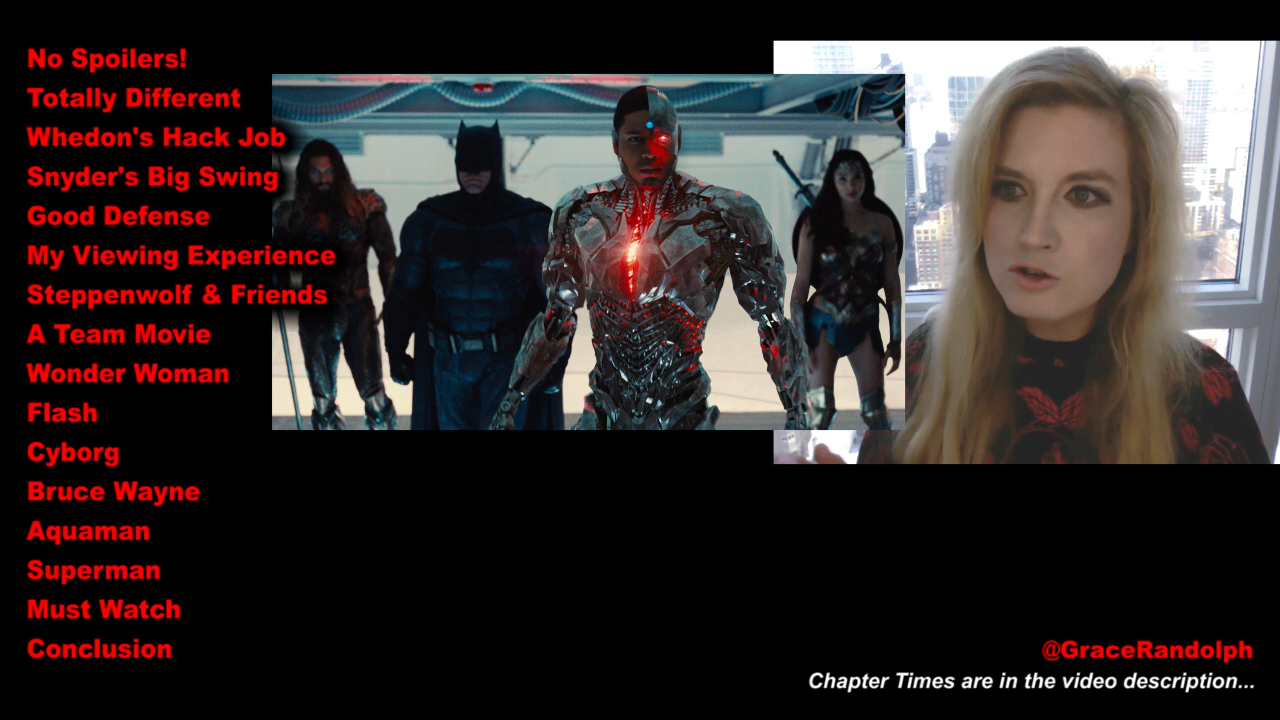 No Spoilers!
Totally Different
Whedon's Hack Job
Snyder's Big Swing
Good Defense
My Viewing Experience
Steppenwolf & Friends
A Team Movie
Wonder Woman
Flash
Cyborg
Bruce Wayne
Aquaman
Superman
Must Watch
Conclusion
@GraceRandolph
Chapter Times are in the video description...